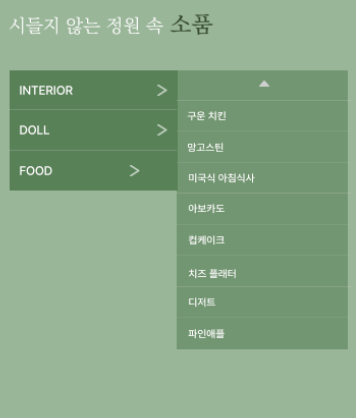 시들지 않는 정원 속 소품
INTERIOR
DOLL
FOOD
구운 치킨
망고스틴
미국식 아침식사
아보카도
컵케이크
치즈 플래터
디저트
파인애플